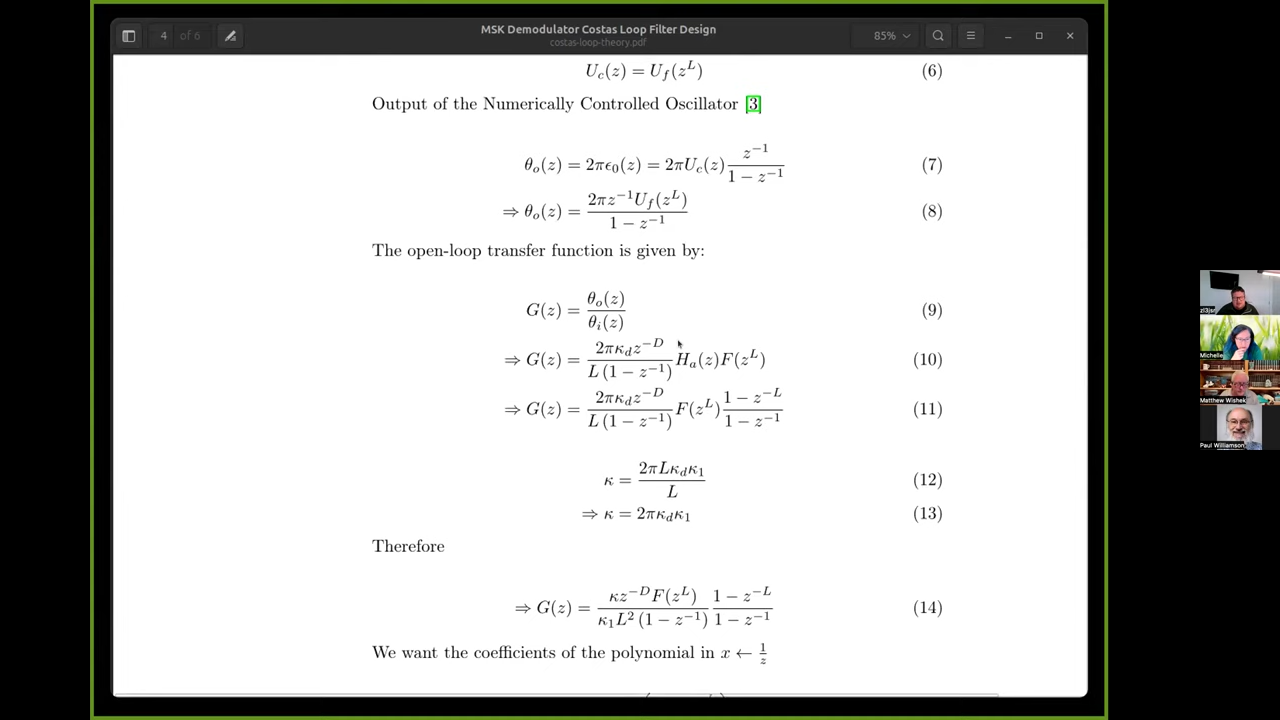 MSK Demodulator Costas Loop Filter Design
costas-loop-theory.pdf
4 of 6
85%
U_c(z) = U_f(z^L) (6)
Output of the Numerically Controlled Oscillator [3]
θ_o(z) = 2πϵ_0(z) = 2πU_c(z) z^{-1} / (1 − z^{-1}) (7)
⇒ θ_o(z) = 2πz^{-1}U_f(z^L) / (1 − z^{-1}) (8)
The open-loop transfer function is given by:
G(z) = θ_o(z) / θ_i(z) (9)
⇒ G(z) = 2πκ_d z^{-D} / (L (1 − z^{-1})) H_a(z)F(z^L) (10)
⇒ G(z) = 2πκ_d z^{-D} / (L (1 − z^{-1})) F(z^L) (1 − z^{-L}) / (1 − z^{-1}) (11)
κ = 2πLκ_dκ_1 / L (12)
⇒ κ = 2πκ_dκ_1 (13)
Therefore
⇒ G(z) = κz^{-D}F(z^L) / (κ_1L^2 (1 − z^{-1})) (1 − z^{-L}) / (1 − z^{-1}) (14)
We want the coefficients of the polynomial in x ← 1/z
zl3jsr
Michelle
Matthew Wishek
Paul Williamson